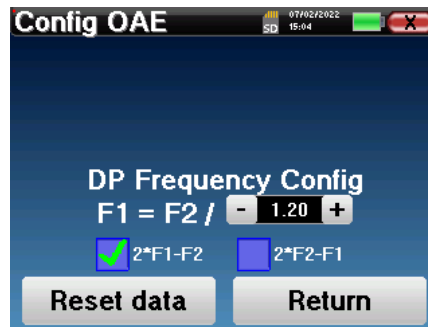 Config OAE
SD
07/02/2022
15:04
X
DP Frequency Config
F1 = F2 / - 1.20 +
2*F1-F2
2*F2-F1
Reset data
Return